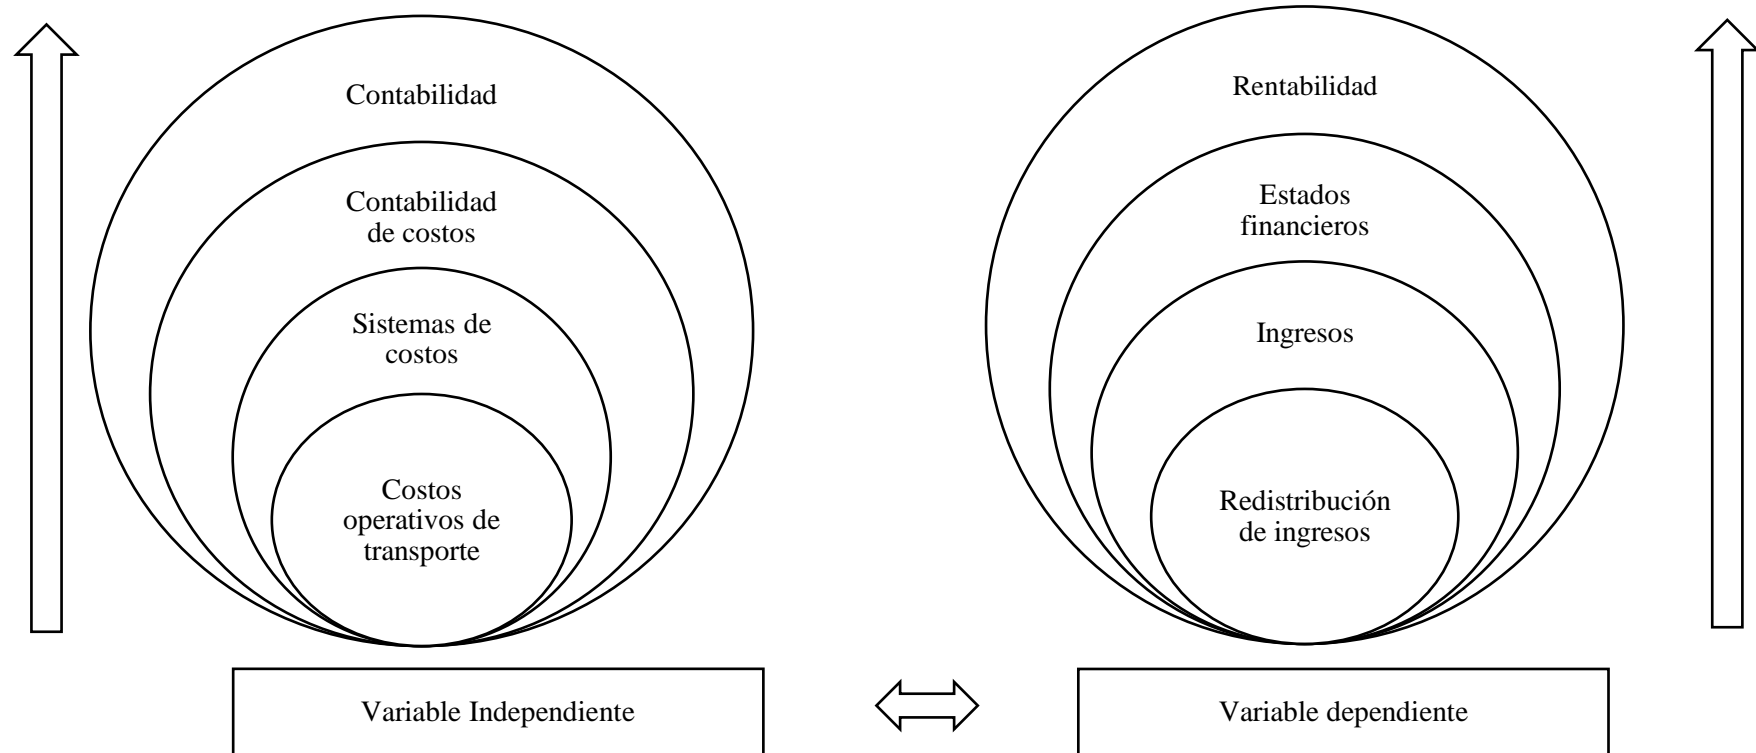 Contabilidad
Contabilidad
de costos
Sistemas de
costos
Costos
operativos de
transporte
Variable Independiente
Rentabilidad
Estados
financieros
Ingresos
Redistribución
de ingresos
Variable dependiente